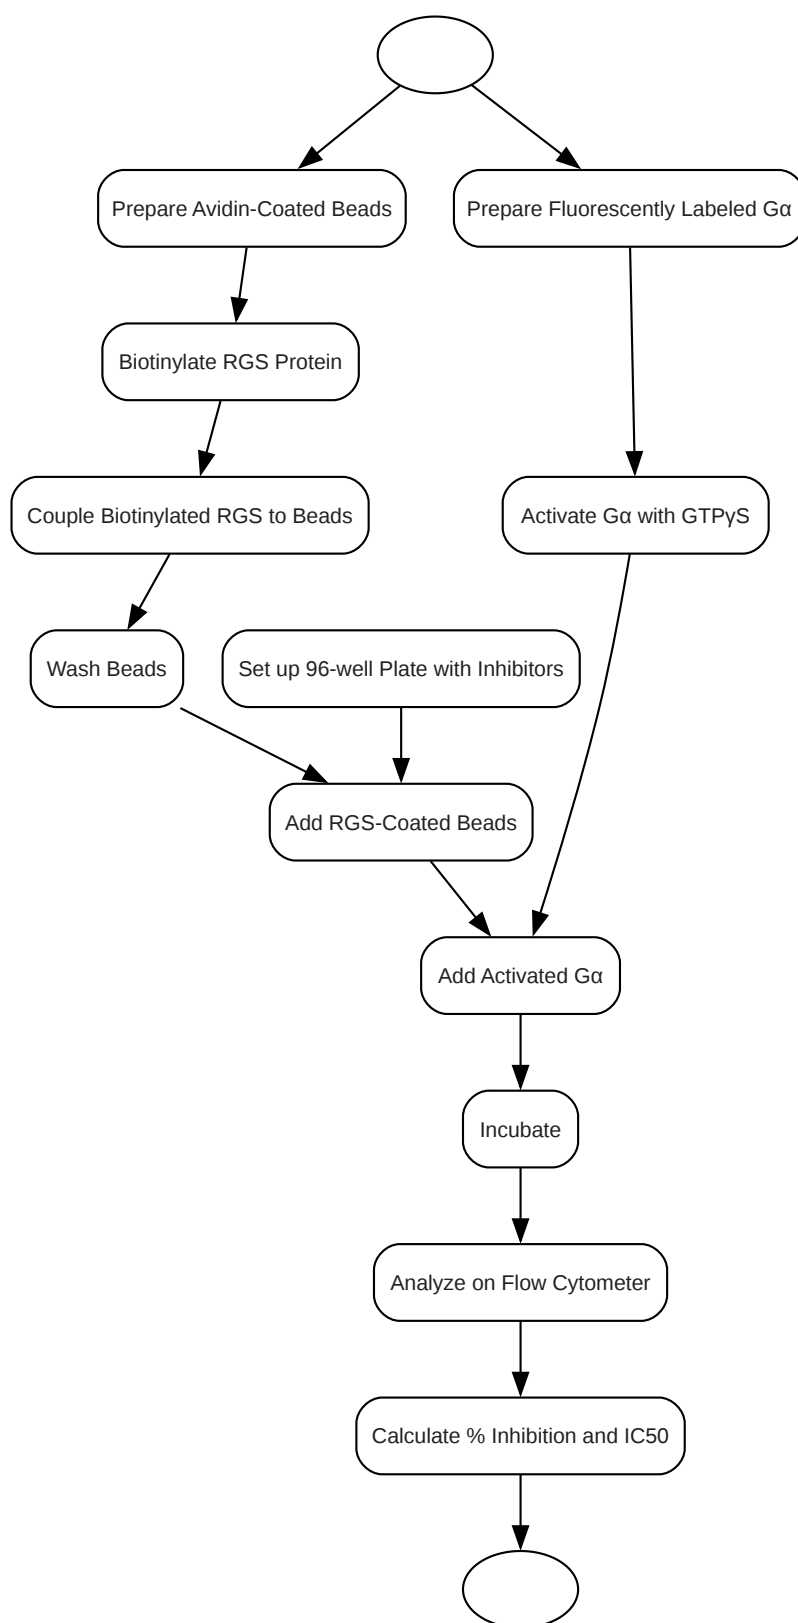 Prepare Avidin-Coated Beads
Prepare Fluorescently Labeled Gα
Biotinylate RGS Protein
Couple Biotinylated RGS to Beads
Activate Gα with GTPγS
Wash Beads
Set up 96-well Plate with Inhibitors
Add RGS-Coated Beads
Add Activated Gα
Incubate
Analyze on Flow Cytometer
Calculate % Inhibition and IC50